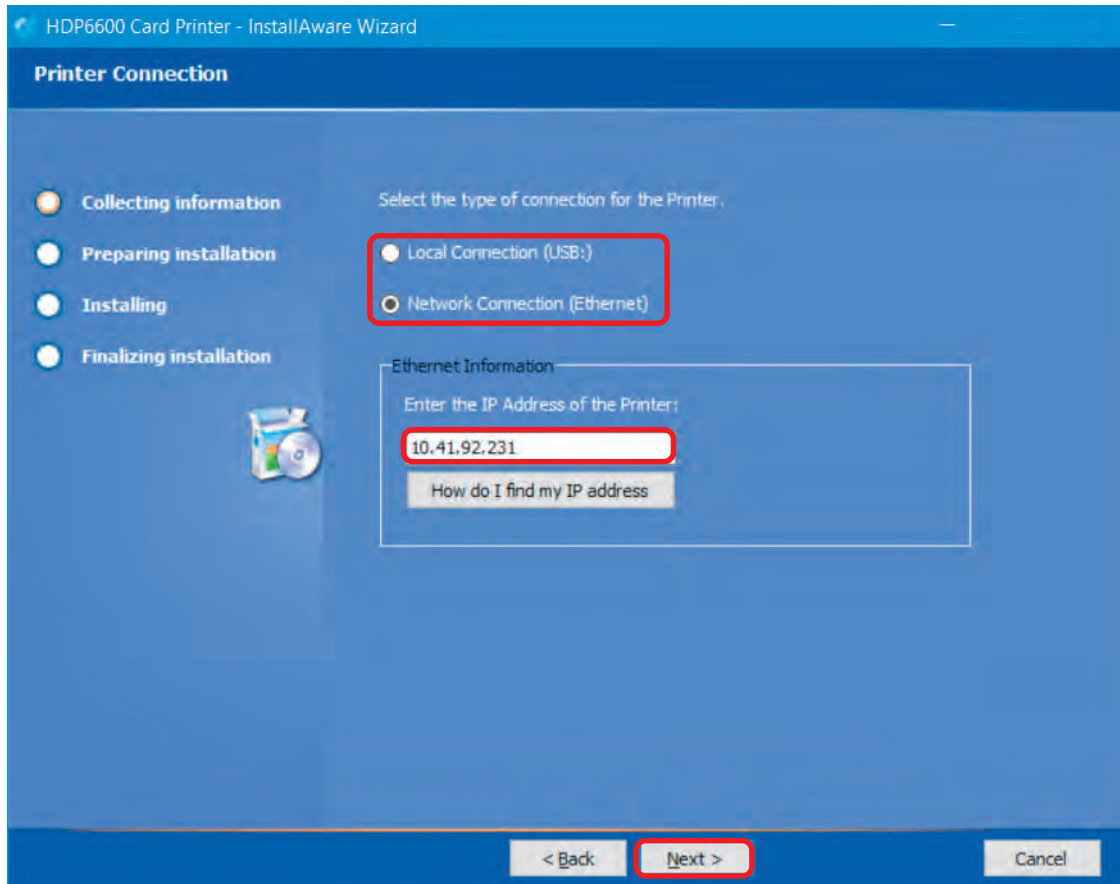 HDP6600 Card Printer - InstallAware Wizard
Printer Connection
Collecting information
Preparing installation
Installing
Finalizing installation
Select the type of connection for the Printer.
Local Connection (USB:)
Network Connection (Ethernet)
Ethernet Information
Enter the IP Address of the Printer:
10.41.92.231
How do I find my IP address
< Back
Next >
Cancel